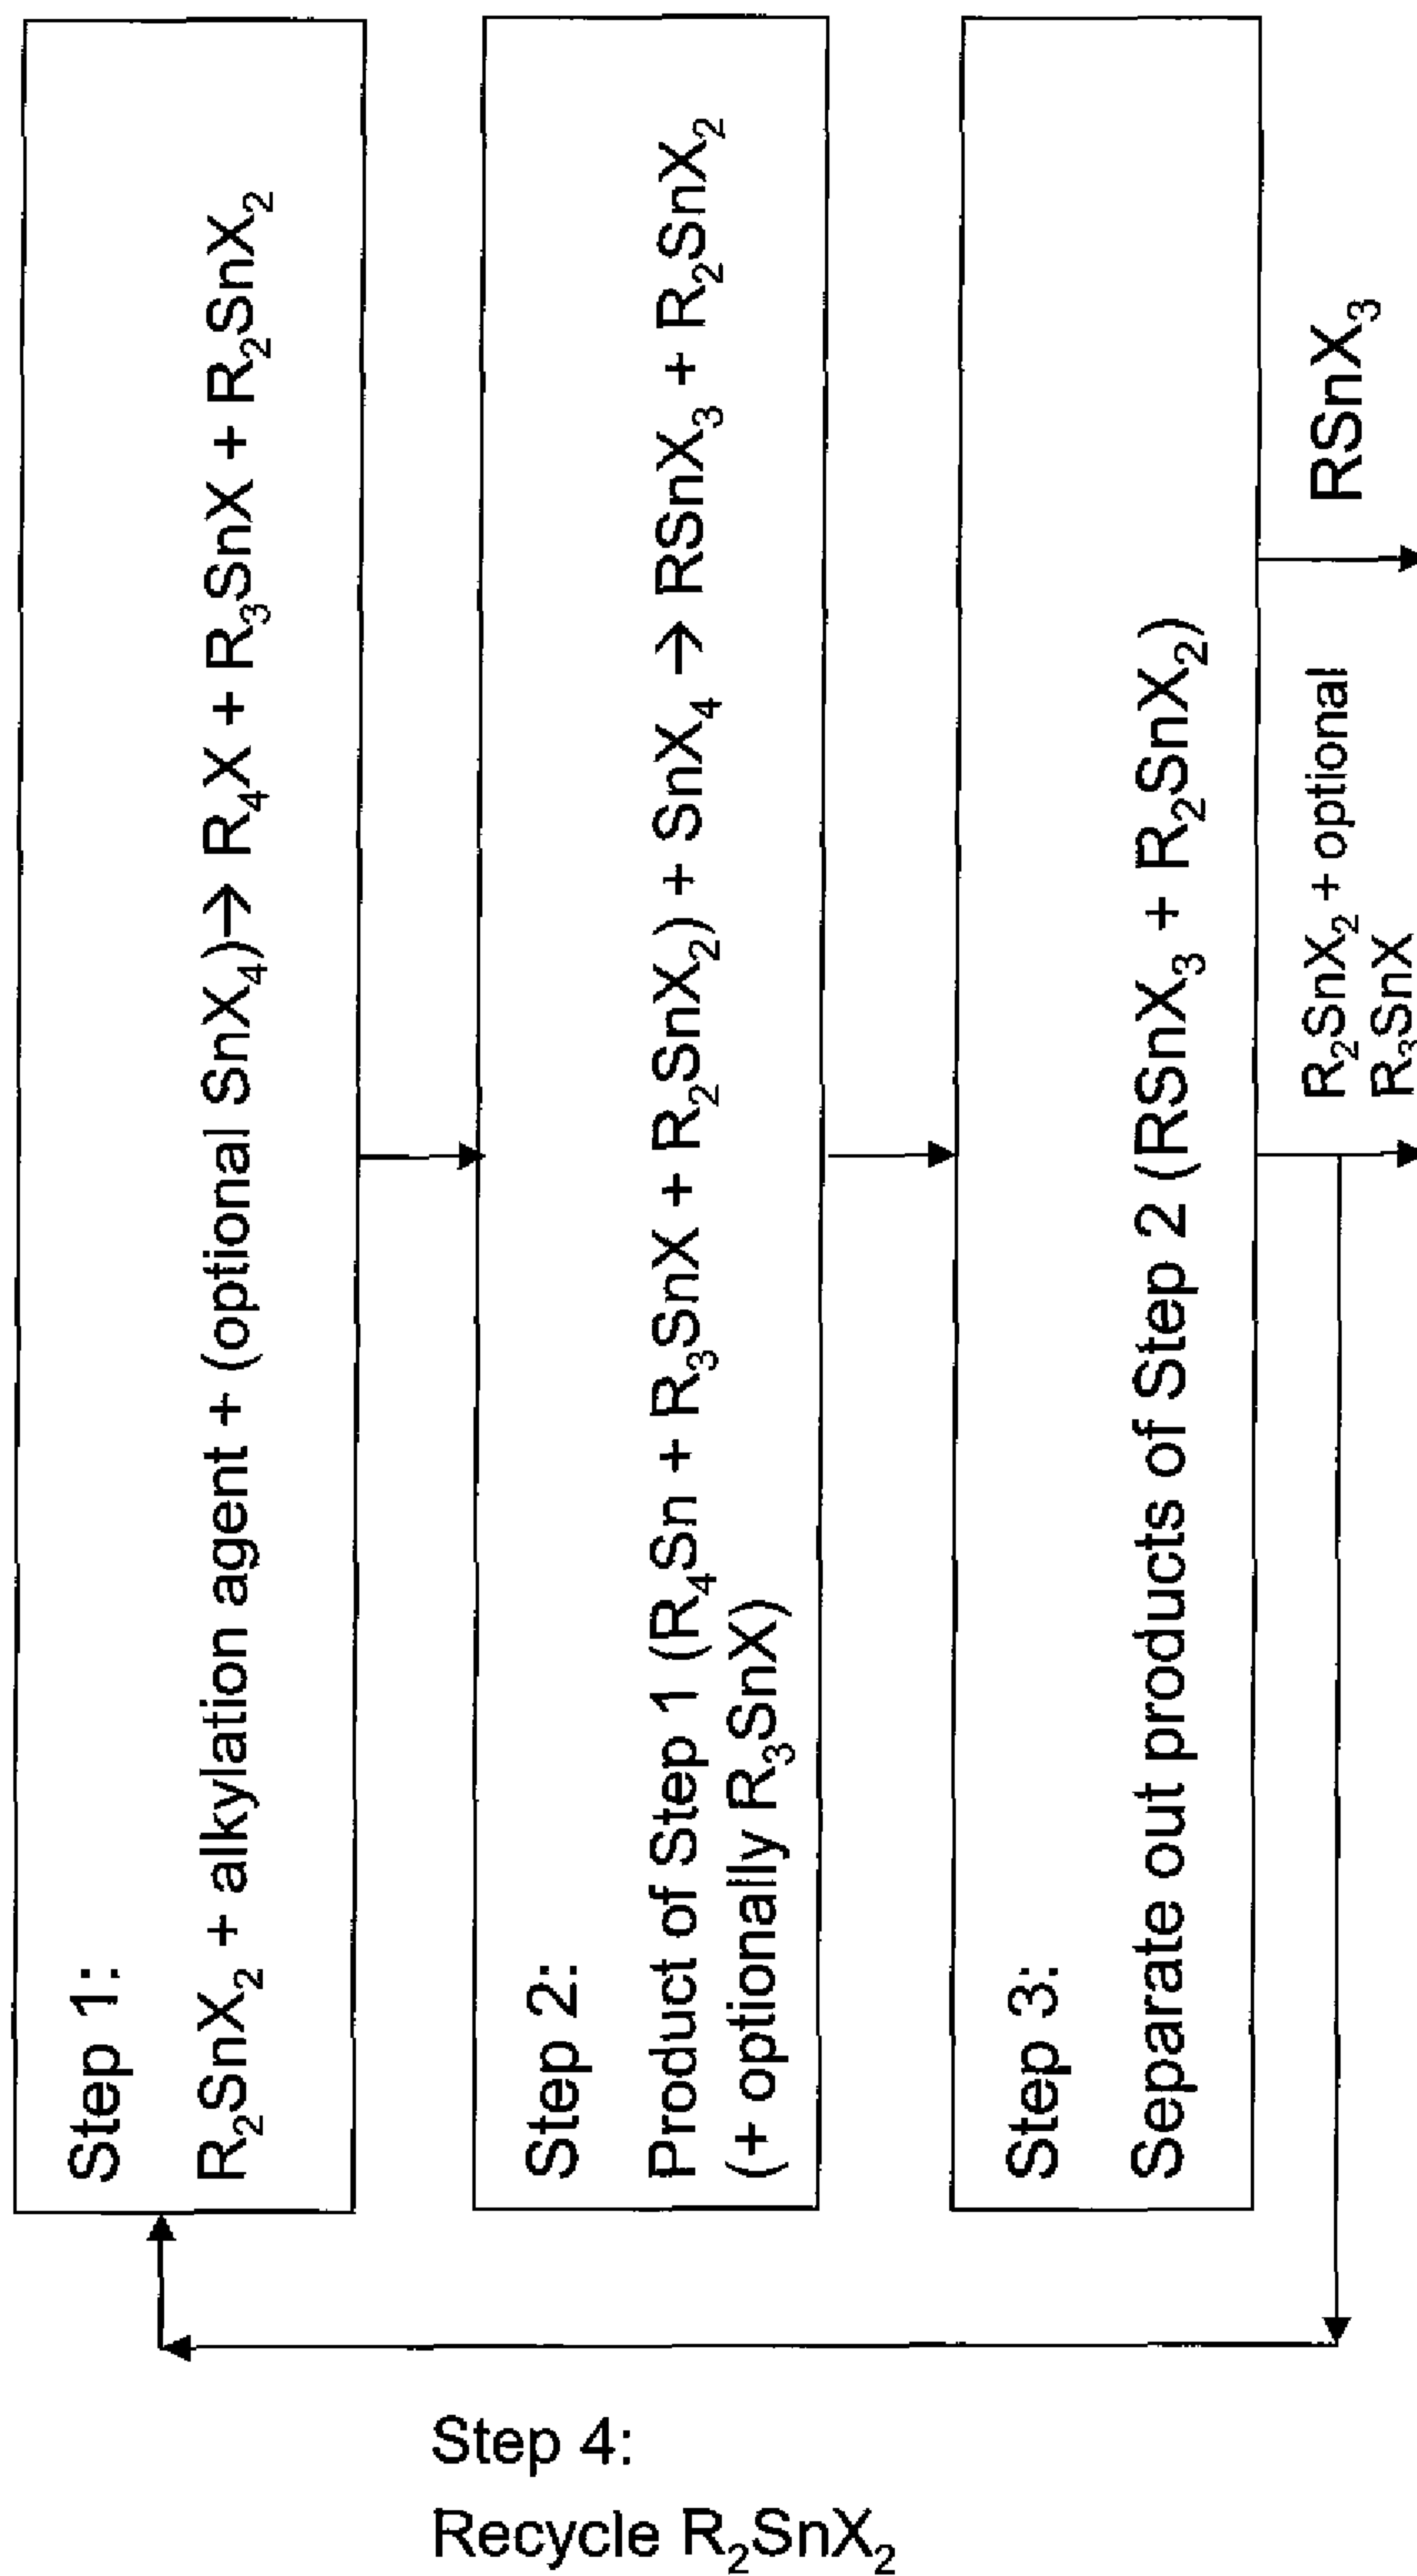 Step 1:
R₂SnX₂ + alkylation agent + (optional SnX₄)→ R₄X + R₃SnX + R₂SnX₂
Step 2:
Product of Step 1 (R₄Sn + R₃SnX + R₂SnX₂) + SnX₄ → RSnX₃ + R₂SnX₂
(+ optionally R₃SnX)
Step 3:
Separate out products of Step 2 (RSnX₃ + R₂SnX₂)
R₂SnX₂ + optional
R₃SnX
RSnX₃
Step 4:
Recycle R₂SnX₂